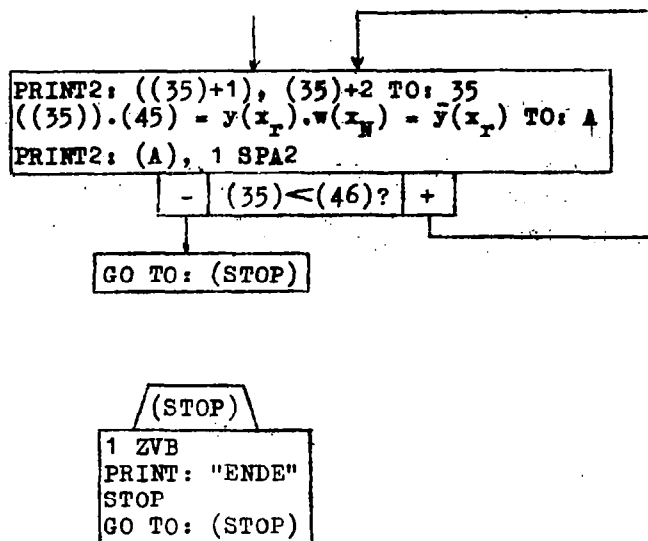 PRINT2: ((35)+1), (35)+2 TO: 35
((35)).(45) = y(x_r).w(x_N) = ȳ(x_r) TO: A
PRINT2: (A), 1 SPA2
- (35)<(46)? +
GO TO: (STOP)
(STOP)
1 ZVB
PRINT: "ENDE"
STOP
GO TO: (STOP)